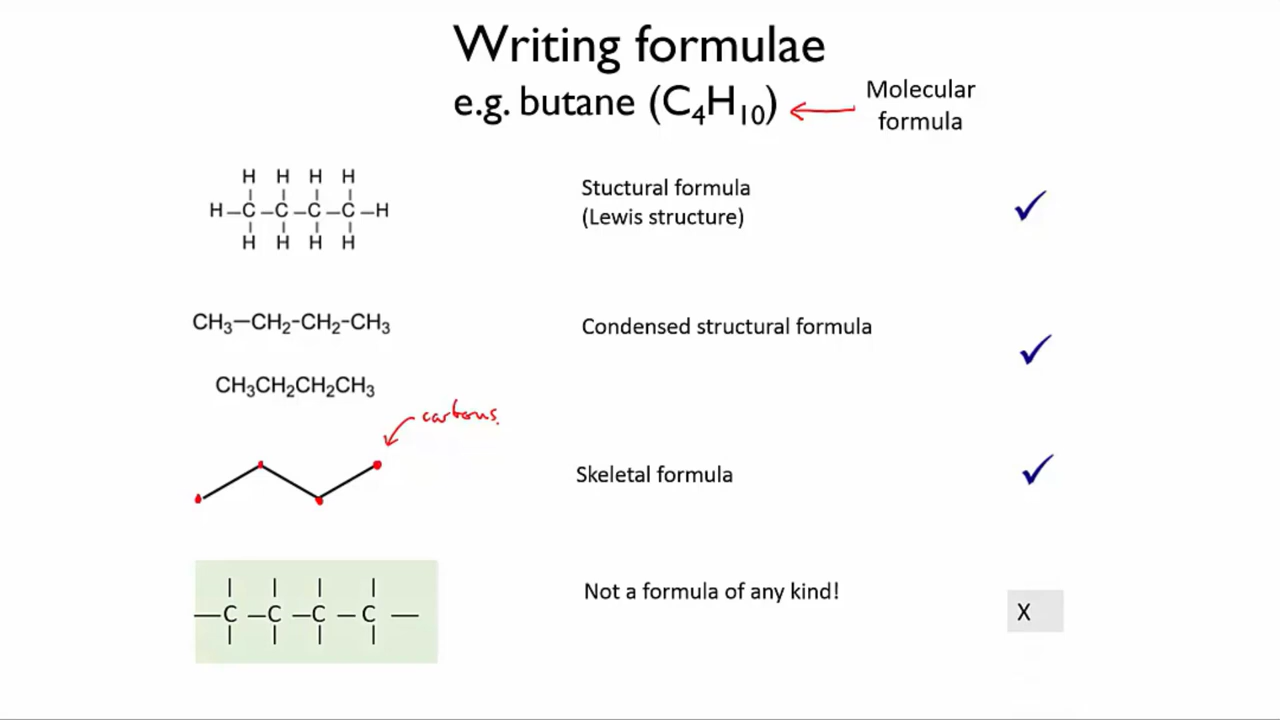 Writing formulae
e.g. butane (C₄H₁₀)
Molecular
formula
H H H H
H–C–C–C–C–H
H H H H
Stuctural formula
(Lewis structure)
✓
CH₃–CH₂-CH₂-CH₃
Condensed structural formula
✓
CH₃CH₂CH₂CH₃
carbons.
Skeletal formula
✓
–C–C–C–C–
Not a formula of any kind!
X